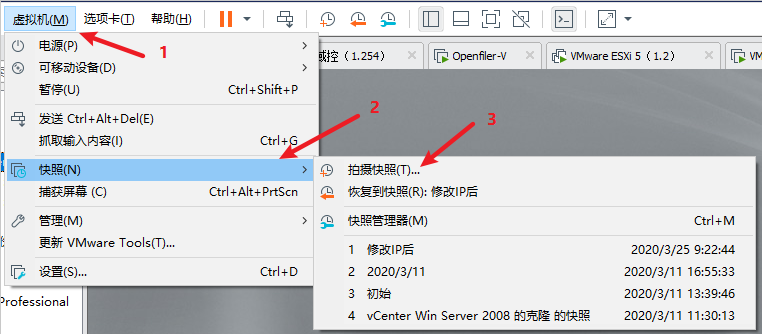 虚拟机(M) 选项卡(T) 帮助(H)
1
域控（1.254） Openfiler-V VMware ESXi 5（1.2） VM
电源(P)
可移动设备(D)
暂停(U) Ctrl+Shift+P
发送 Ctrl+Alt+Del(E)
抓取输入内容(I) Ctrl+G
2
3
快照(N)
拍摄快照(T)...
捕获屏幕 (C) Ctrl+Alt+PrtScn
恢复到快照(R): 修改IP后
管理(M)
快照管理器(M) Ctrl+M
更新 VMware Tools(T)...
1 修改IP后 2020/3/25 9:22:44
设置(S)... Ctrl+D
2 2020/3/11 2020/3/11 16:55:33
3 初始 2020/3/11 13:39:46
Professional
4 vCenter Win Server 2008 的克隆 的快照 2020/3/11 11:30:13